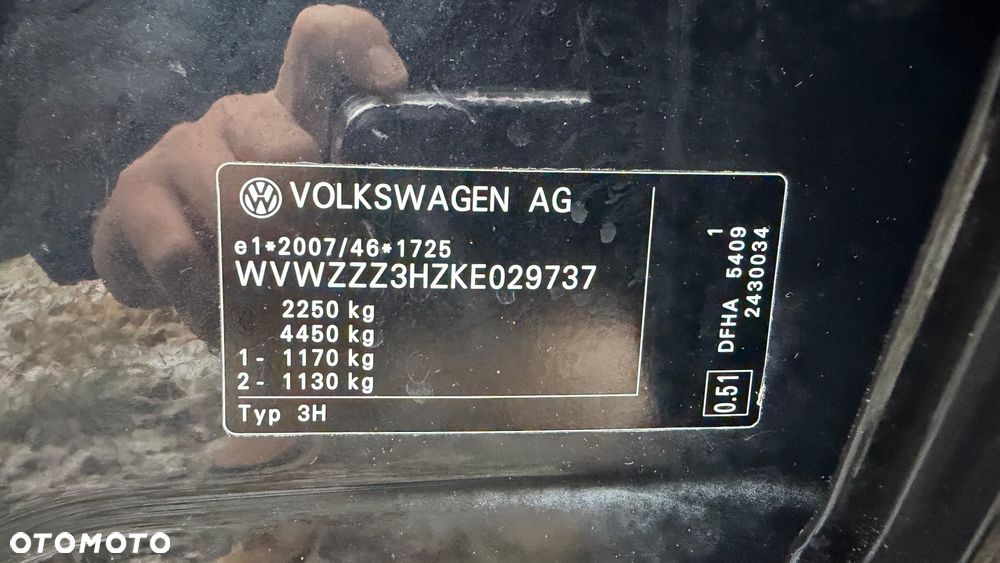 VOLKSWAGEN AG
e1*2007/46*1725
WVWZZZ3HZKE029737
2250 kg
4450 kg
1 - 1170 kg
2 - 1130 kg
Typ 3H
0.51
DFHA 5409 1
2430034
OTOMOTO